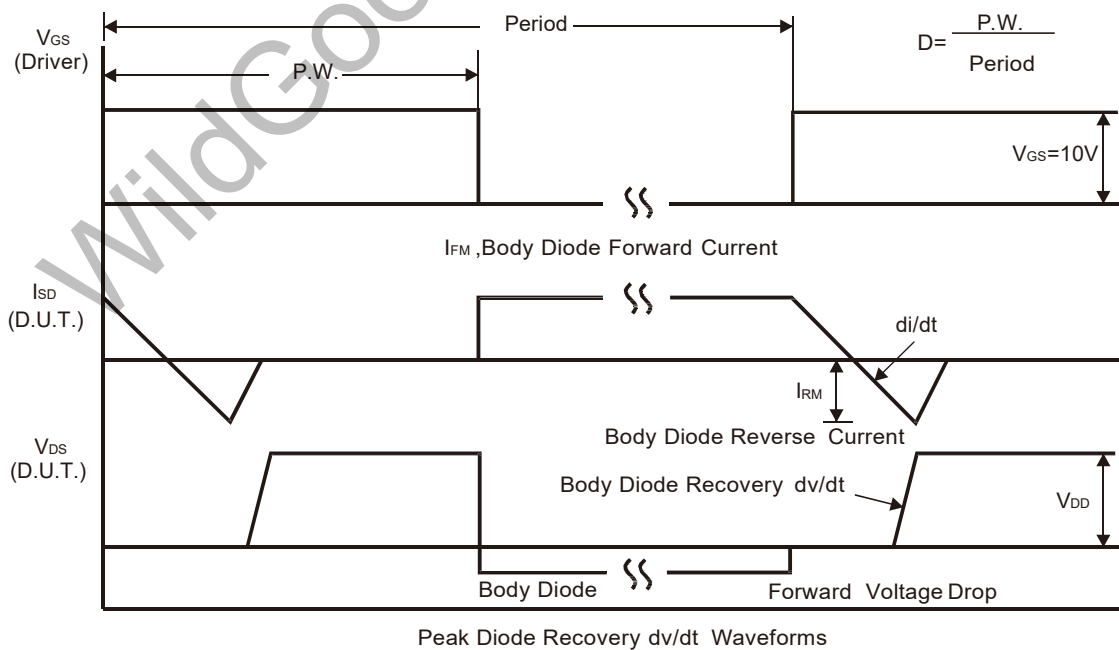 Period
P.W.
D=
P.W.
Period
VGS
(Driver)
VGS=10V
IFM ,Body Diode Forward Current
ISD
(D.U.T.)
di/dt
IRM
Body Diode Reverse Current
VDS
(D.U.T.)
Body Diode Recovery dv/dt
VDD
Body Diode Forward Voltage Drop
Peak Diode Recovery dv/dt Waveforms